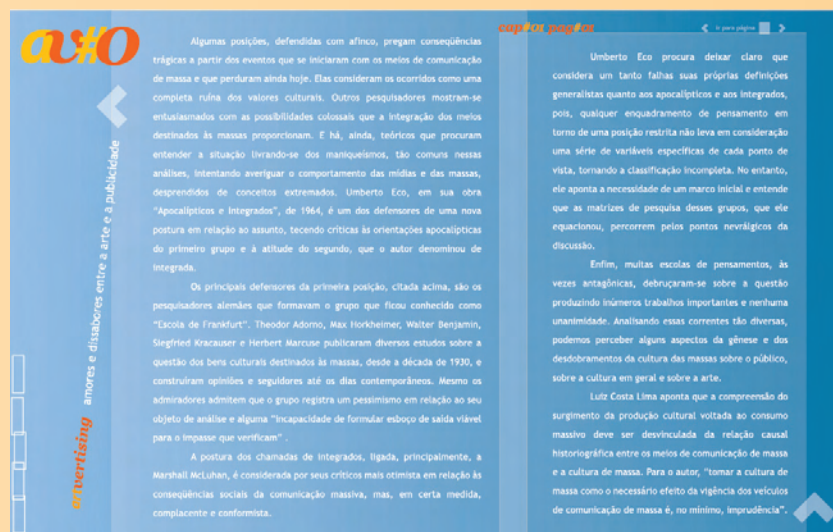 av#0
amores e dissabores entre a arte e a publicidade
artvertising
Algumas posições, defendidas com afinco, pregam conseqüências
trágicas a partir dos eventos que se iniciaram com os meios de comunicação
de massa e que perduram ainda hoje. Elas consideram os ocorridos como uma
completa ruína dos valores culturais. Outros pesquisadores mostram-se
entusiasmados com as possibilidades colossais que a integração dos meios
destinados às massas proporcionam. E há, ainda, teóricos que procuram
entender a situação livrando-se dos maniqueísmos, tão comuns nessas
análises, intentando averiguar o comportamento das mídias e das massas,
desprendidos de conceitos extremados. Umberto Eco, em sua obra
"Apocalípticos e Integrados", de 1964, é um dos defensores de uma nova
postura em relação ao assunto, tecendo críticas às orientações apocalípticas
do primeiro grupo e à atitude do segundo, que o autor denominou de
integrada.
Os principais defensores da primeira posição, citada acima, são os
pesquisadores alemães que formavam o grupo que ficou conhecido como
"Escola de Frankfurt". Theodor Adorno, Max Horkheimer, Walter Benjamin,
Siegfried Kracauser e Herbert Marcuse publicaram diversos estudos sobre a
questão dos bens culturais destinados às massas, desde a década de 1930, e
construíram opiniões e seguidores até os dias contemporâneos. Mesmo os
admiradores admitem que o grupo registra um pessimismo em relação ao seu
objeto de análise e alguma "incapacidade de formular esboço de saída viável
para o impasse que verificam" .
A postura dos chamadas de integrados, ligada, principalmente, a
Marshall McLuhan, é considerada por seus críticos mais otimista em relação às
conseqüências sociais da comunicação massiva, mas, em certa medida,
complacente e conformista.
cap#01 pag#01
ir para página
Umberto Eco procura deixar claro que
considera um tanto falhas suas próprias definições
generalistas quanto aos apocalípticos e aos integrados,
pois, qualquer enquadramento de pensamento em
torno de uma posição restrita não leva em consideração
uma série de variáveis específicas de cada ponto de
vista, tornando a classificação incompleta. No entanto,
ele aponta a necessidade de um marco inicial e entende
que as matrizes de pesquisa desses grupos, que ele
equacionou, percorrem pelos pontos nevrálgicos da
discussão.
Enfim, muitas escolas de pensamentos, às
vezes antagônicas, debruçaram-se sobre a questão
produzindo inúmeros trabalhos importantes e nenhuma
unanimidade. Analisando essas correntes tão diversas,
podemos perceber alguns aspectos da gênese e dos
desdobramentos da cultura das massas sobre o público,
sobre a cultura em geral e sobre a arte.
Luiz Costa Lima aponta que a compreensão do
surgimento da produção cultural voltada ao consumo
massivo deve ser desvinculada da relação causal
historiográfica entre os meios de comunicação de massa
e a cultura de massa. Para o autor, "tomar a cultura de
massa como o necessário efeito da vigência dos veículos
de comunicação de massa é, no mínimo, imprudência".